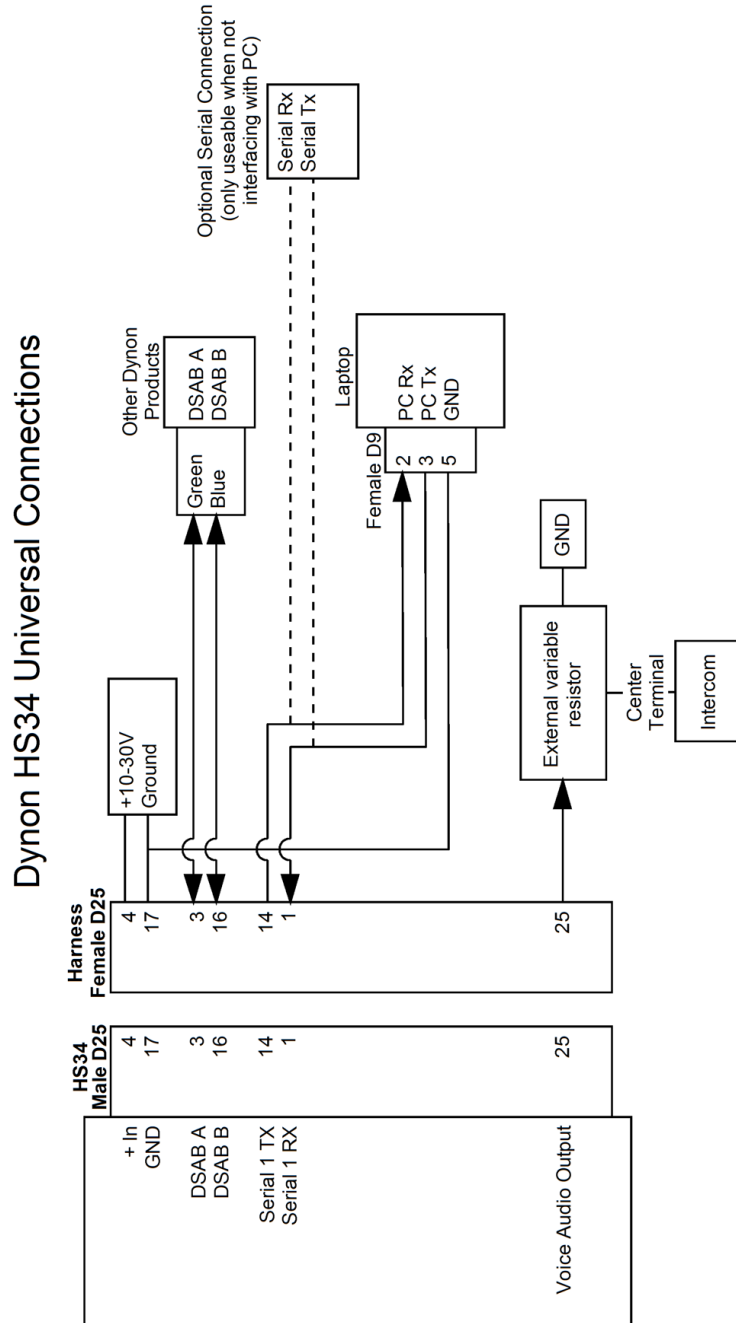 Dynon HS34 Universal Connections
HS34
Male D25
Harness
Female D25
+ In
GND
DSAB A
DSAB B
Serial 1 TX
Serial 1 RX
Voice Audio Output
4
17
3
16
14
1
25
4
17
3
16
14
1
25
+10-30V
Ground
Other Dynon
Products
Green
Blue
DSAB A
DSAB B
Optional Serial Connection
(only useable when not
interfacing with PC)
Serial Rx
Serial Tx
Laptop
Female D9
2
3
5
PC Rx
PC Tx
GND
External variable
resistor
GND
Center
Terminal
Intercom